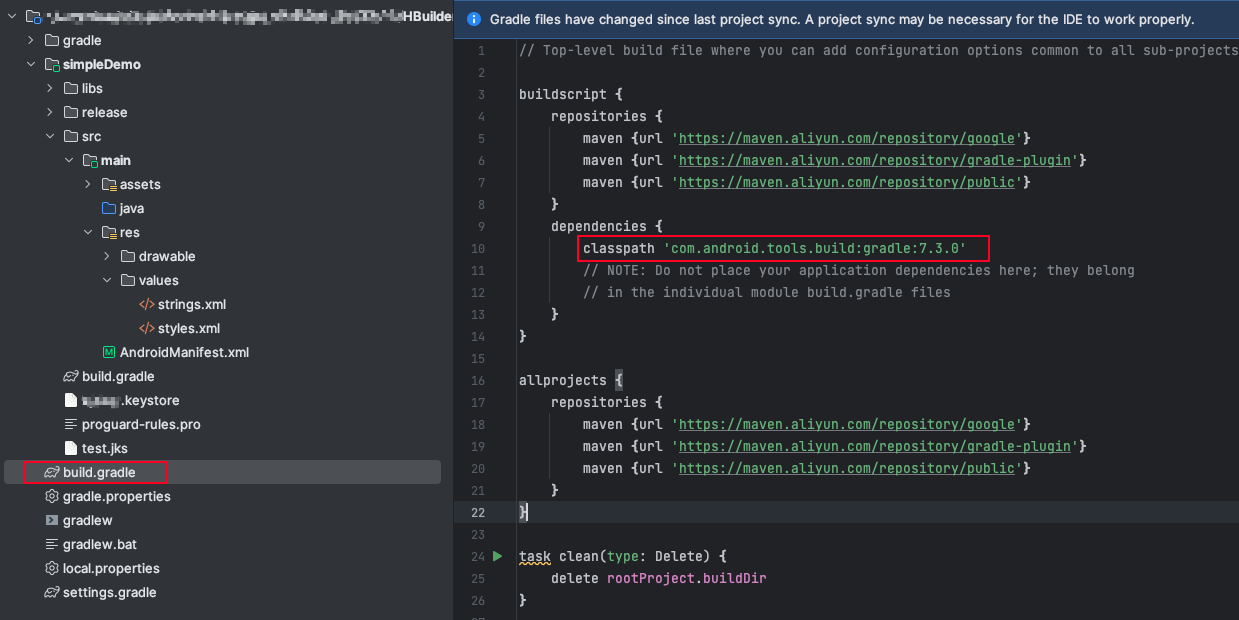 HBuilder
gradle
simpleDemo
libs
release
src
main
assets
java
res
drawable
values
strings.xml
styles.xml
AndroidManifest.xml
build.gradle
.keystore
proguard-rules.pro
test.jks
build.gradle
gradle.properties
gradlew
gradlew.bat
local.properties
settings.gradle
Gradle files have changed since last project sync. A project sync may be necessary for the IDE to work properly.
1 // Top-level build file where you can add configuration options common to all sub-projects
2
3 buildscript {
4 repositories {
5 maven {url 'https://maven.aliyun.com/repository/google'}
6 maven {url 'https://maven.aliyun.com/repository/gradle-plugin'}
7 maven {url 'https://maven.aliyun.com/repository/public'}
8 }
9 dependencies {
10 classpath 'com.android.tools.build:gradle:7.3.0'
11 // NOTE: Do not place your application dependencies here; they belong
12 // in the individual module build.gradle files
13 }
14 }
15
16 allprojects {
17 repositories {
18 maven {url 'https://maven.aliyun.com/repository/google'}
19 maven {url 'https://maven.aliyun.com/repository/gradle-plugin'}
20 maven {url 'https://maven.aliyun.com/repository/public'}
21 }
22 }
23
24 task clean(type: Delete) {
25 delete rootProject.buildDir
26 }